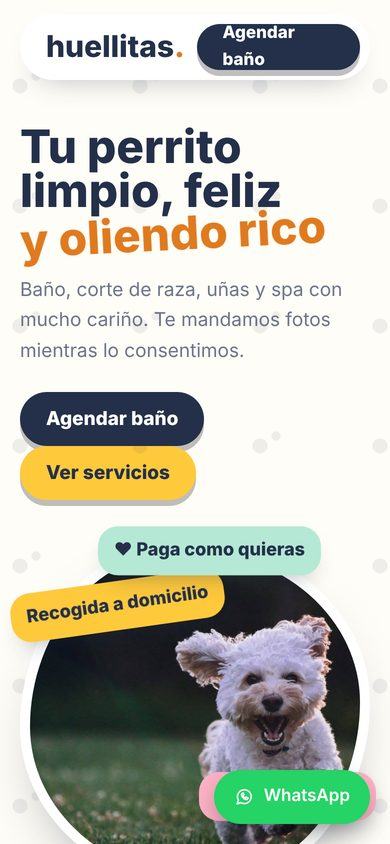 huellitas.
Agendar
baño
Tu perrito
limpio, feliz
y oliendo rico
Baño, corte de raza, uñas y spa con
mucho cariño. Te mandamos fotos
mientras lo consentimos.
Agendar baño
Ver servicios
♥ Paga como quieras
Recogida a domicilio
WhatsApp